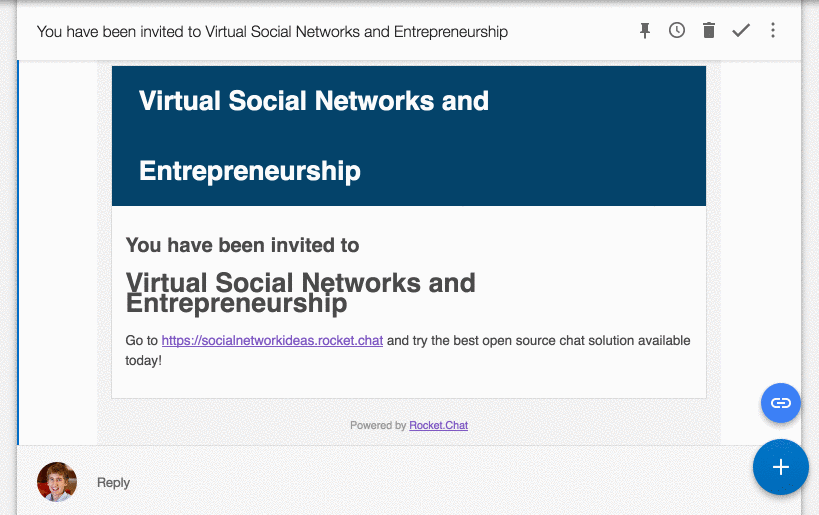 You have been invited to Virtual Social Networks and Entrepreneurship
Virtual Social Networks and
Entrepreneurship
You have been invited to
Virtual Social Networks and
Entrepreneurship
Go to https://socialnetworkideas.rocket.chat and try the best open source chat solution available
today!
Powered by Rocket.Chat
Reply